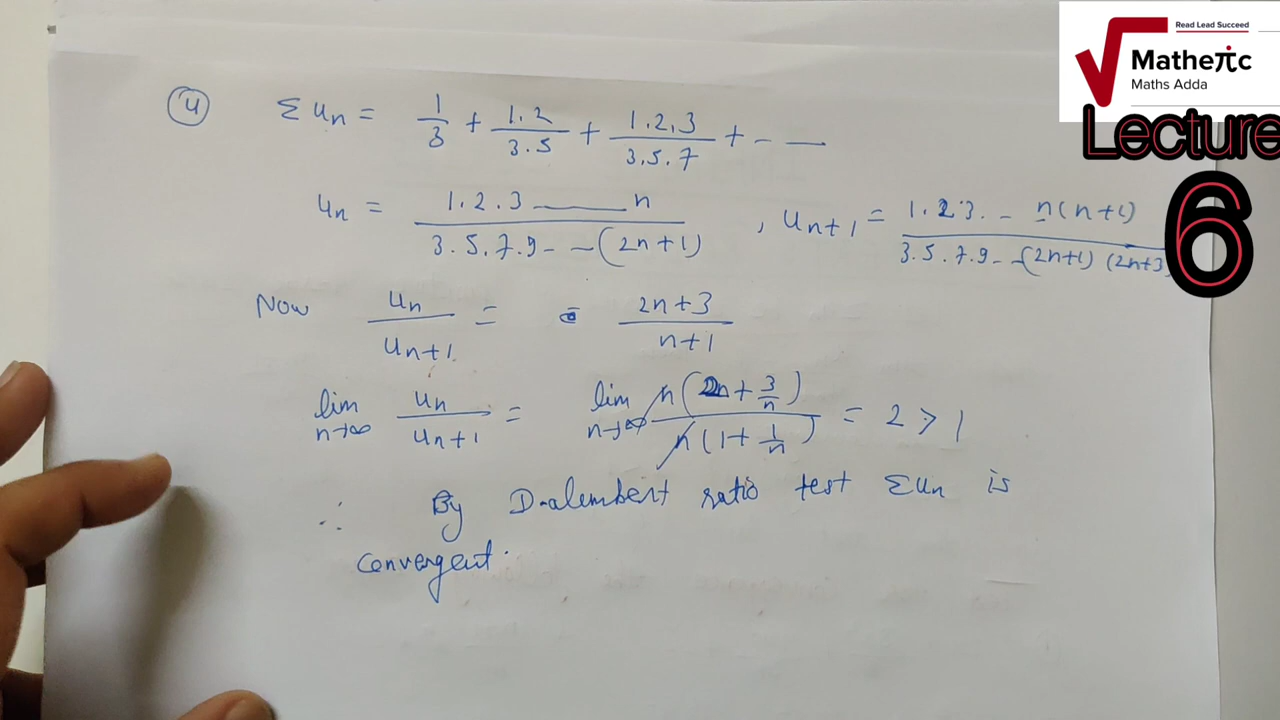 Read Lead Succeed
Matheπc
Maths Adda
Lecture
6
(4) Σ un = 1/3 + 1.2/3.5 + 1.2.3/3.5.7 + - —
un = 1.2.3 ——— n / 3.5.7.9 - - (2n+1) , un+1 = 1.2.3. - n(n+1) / 3.5.7.9 - - (2n+1) (2n+3)
Now un/un+1 = 2n+3/n+1
lim n→∞ un/un+1 = lim n→∞ n(2+3/n)/n(1+1/n) = 2 > 1
∴ By D-alembert ratio test Σun is
convergent.